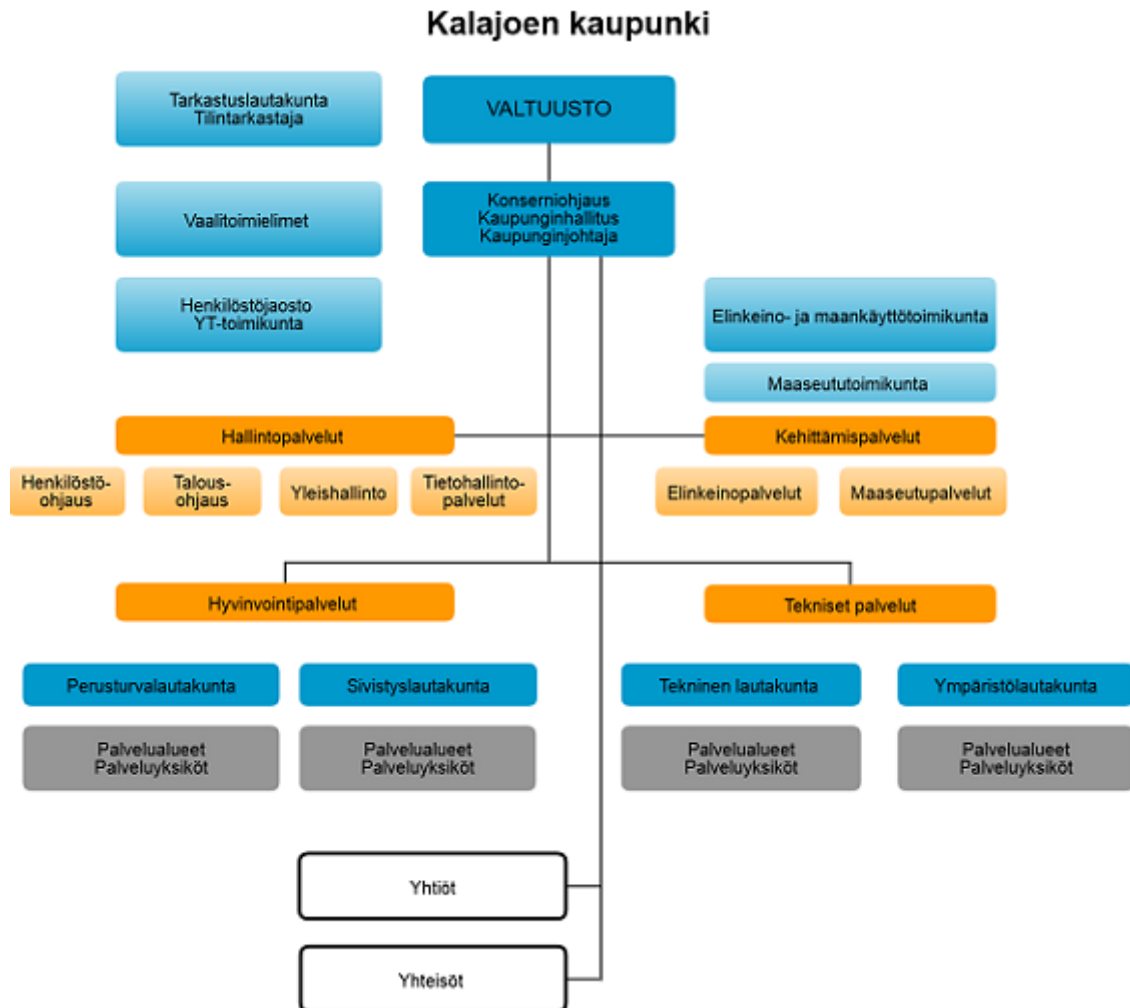 Kalajoen kaupunki
Tarkastuslautakunta
Tilintarkastaja
VALTUUSTO
Vaalitoimielimet
Konserniohjaus
Kaupunginhallitus
Kaupunginjohtaja
Henkilöstöjaosto
YT-toimikunta
Elinkeino- ja maankäyttötoimikunta
Maaseututoimikunta
Hallintopalvelut
Kehittämispalvelut
Henkilöstö-
ohjaus
Talous-
ohjaus
Yleishallinto
Tietohallinto-
palvelut
Elinkeinopalvelut
Maaseutupalvelut
Hyvinvointipalvelut
Tekniset palvelut
Perusturvalautakunta
Sivistyslautakunta
Tekninen lautakunta
Ympäristölautakunta
Palvelualueet
Palveluyksiköt
Palvelualueet
Palveluyksiköt
Palvelualueet
Palveluyksiköt
Palvelualueet
Palveluyksiköt
Yhtiöt
Yhteisöt